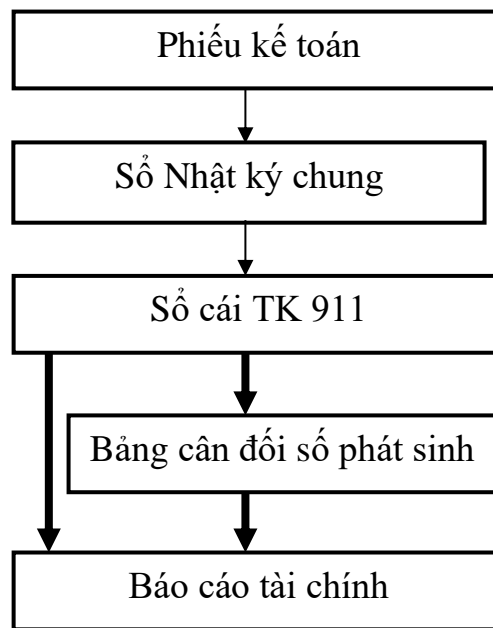 Phiếu kế toán
Sổ Nhật ký chung
Sổ cái TK 911
Bảng cân đối số phát sinh
Báo cáo tài chính